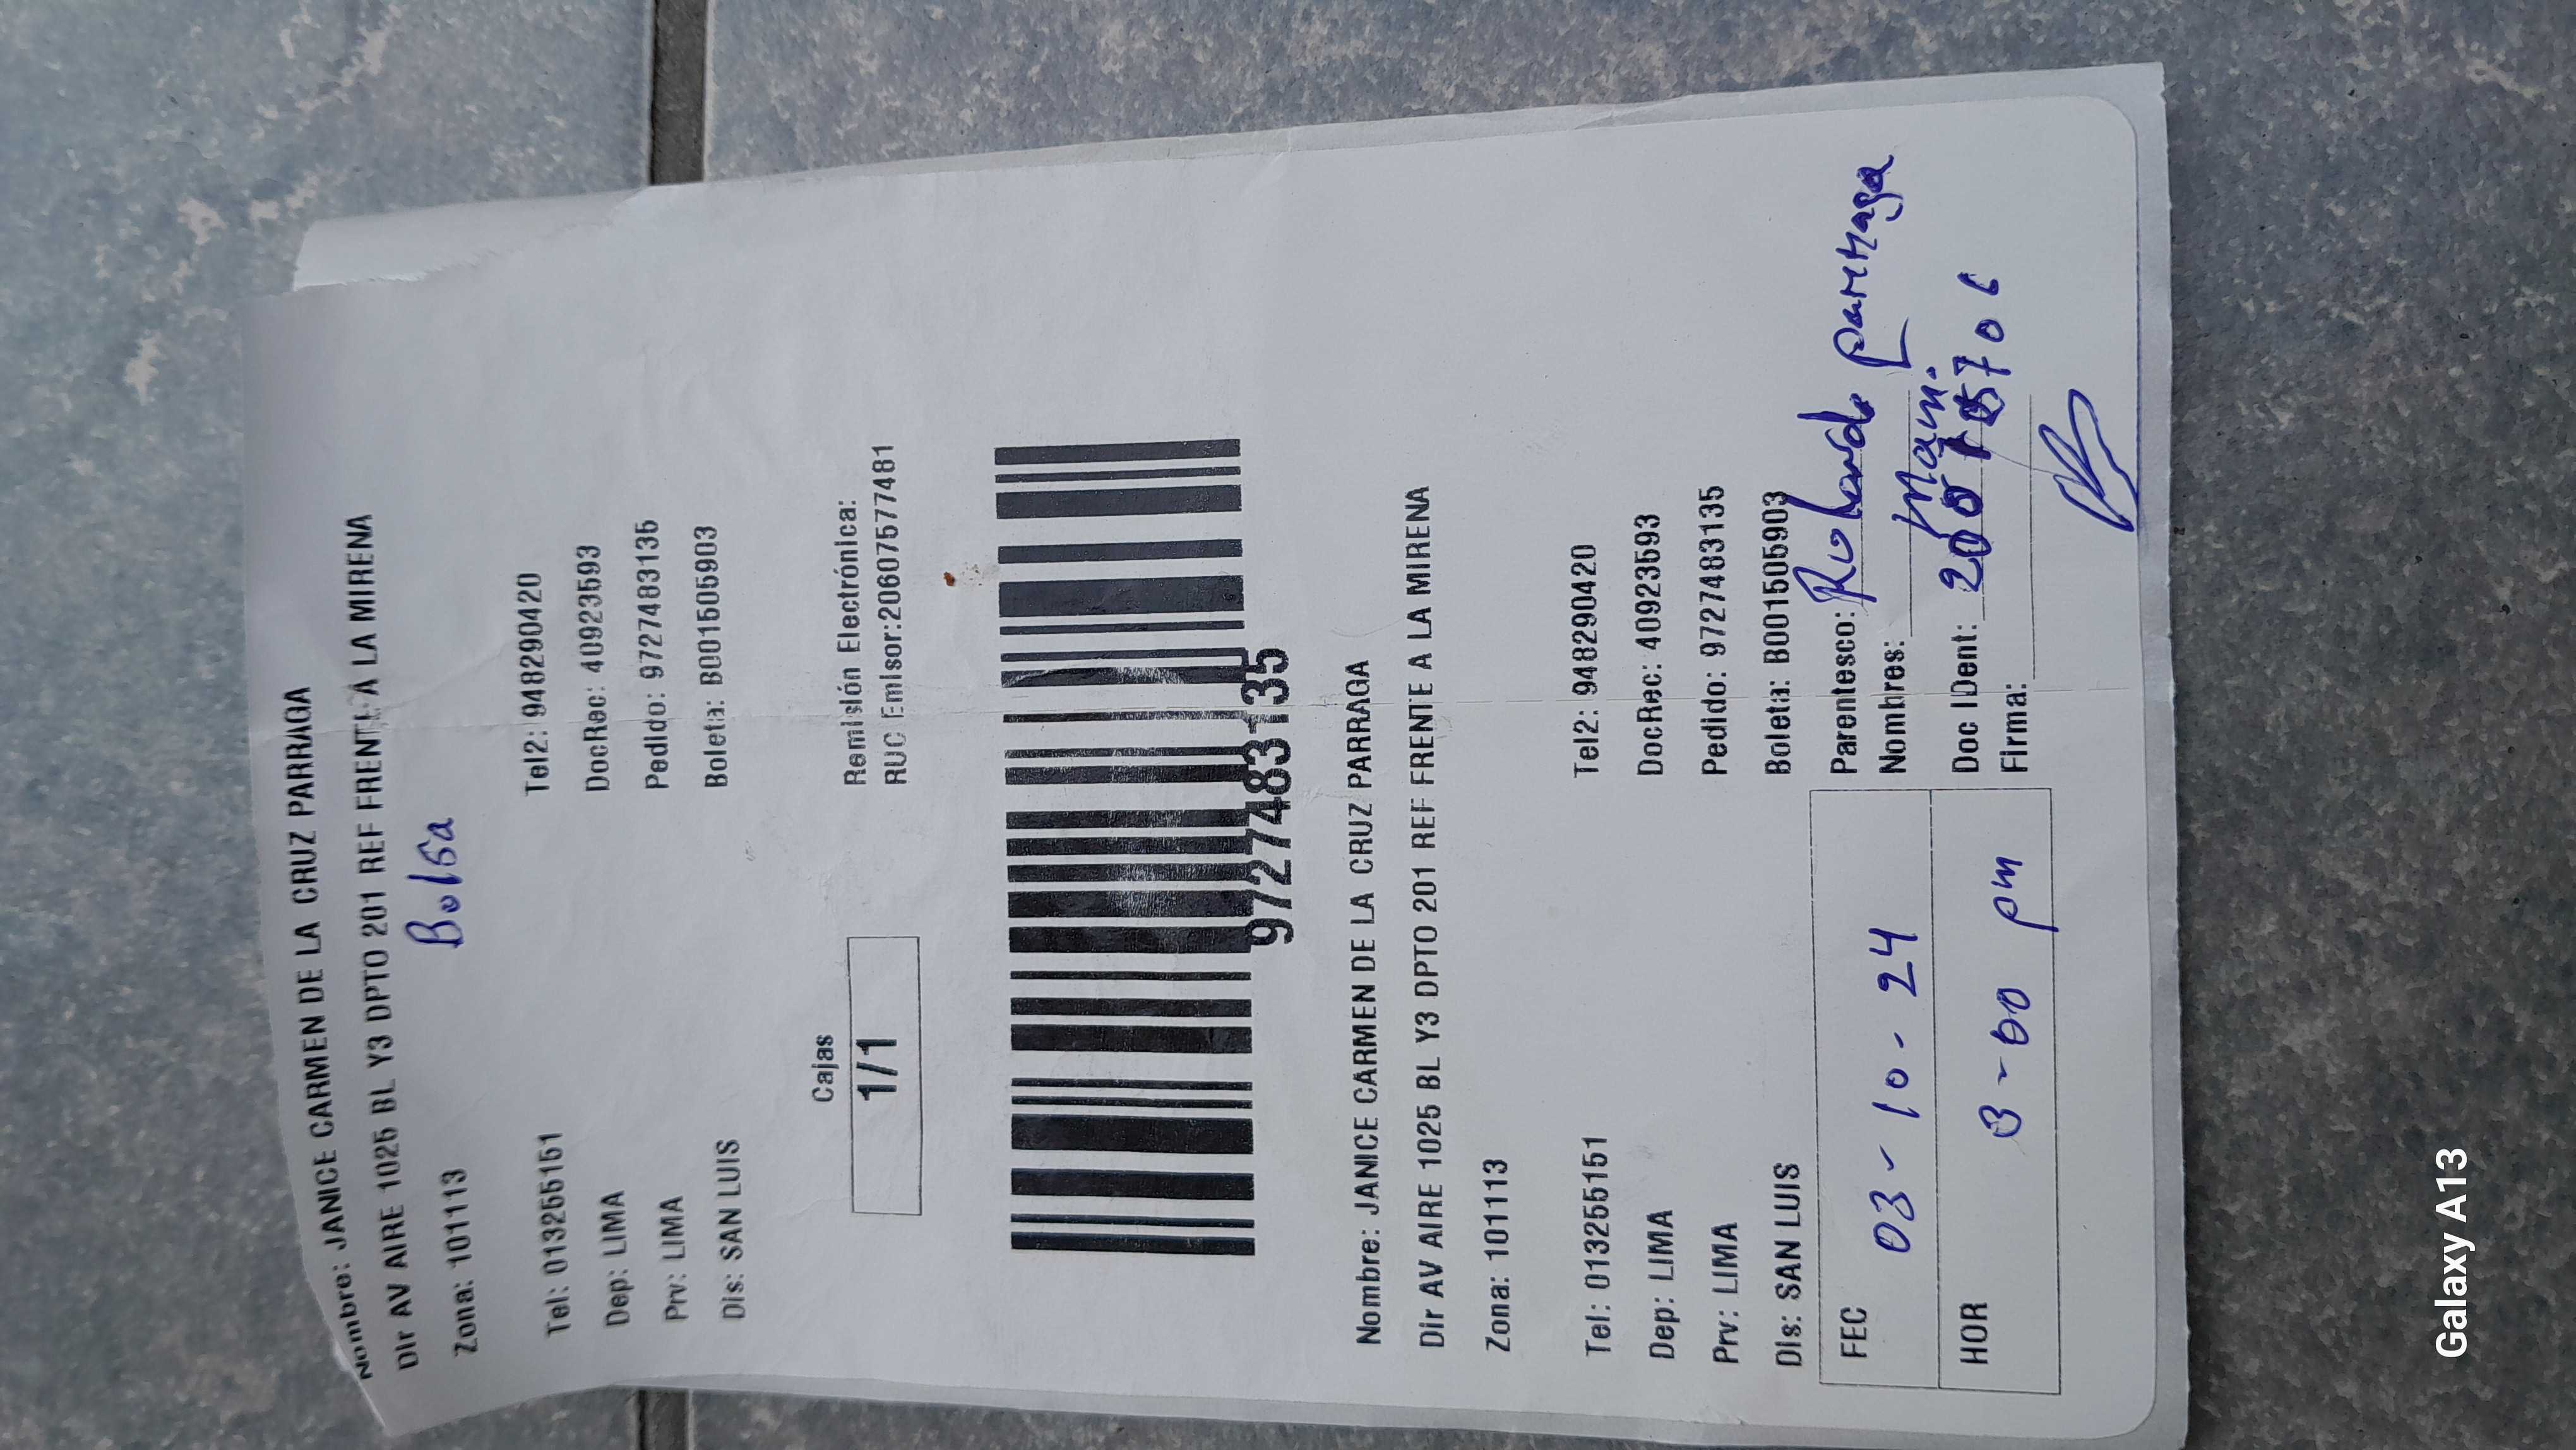 Nombre: JANICE CARMEN DE LA CRUZ PARRAGA
Dir AV AIRE 1025 BL Y3 DPTO 201 REF FRENTE A LA MIRENA
Zona: 101113 Bolsa
Tel: 013255151 Tel2: 948290420
Dep: LIMA DocRec: 40923593
Prv: LIMA Pedido: 9727483135
Dis: SAN LUIS Boleta: B001505903
Cajas Remisión Electrónica:
1/1 RUC Emisor:20607577481
9727483135
Nombre: JANICE CARMEN DE LA CRUZ PARRAGA
Dir AV AIRE 1025 BL Y3 DPTO 201 REF FRENTE A LA MIRENA
Zona: 101113
Tel: 013255151 Tel2: 948290420
Dep: LIMA DocRec: 40923593
Prv: LIMA Pedido: 9727483135
Dis: SAN LUIS Boleta: B001505903
FEC 03-10-24 Parentesco: parraga
Nombres:
HOR 3-00 pm Doc IDent:
Firma:
Galaxy A13